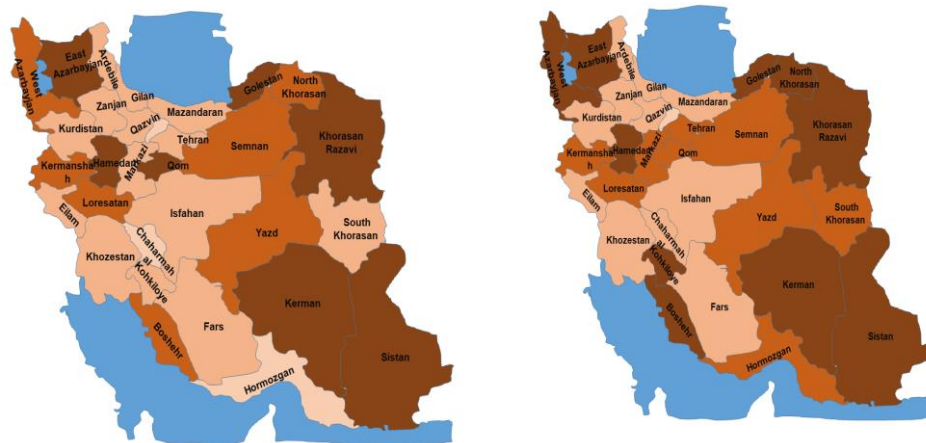 East
Azarbayjan
West
Azarbayjan
Ardebile
Zanjan
Gilan
Golestan
North
Khorasan
Mazandaran
Kurdistan
Qazvin
Tehran
Khorasan
Razavi
Semnan
Kermansha
h
Hamedan
Markazi
Qom
Loresatan
Eilam
Isfahan
South
Khorasan
Yazd
Chaharmah
al
Khozestan
Kohkiloye
Kerman
Fars
Boshehr
Sistan
Hormozgan
East
Azarbayjan
West
Azarbayjan
Ardebile
Zanjan
Gilan
Golestan
North
Khorasan
Mazandaran
Kurdistan
Qazvin
Tehran
Khorasan
Razavi
Semnan
Kermansha
h
Hamedan
Markazi
Qom
Loresatan
Eilam
Isfahan
South
Khorasan
Yazd
Chaharmah
al
Khozestan
Kohkiloye
Kerman
Fars
Boshehr
Sistan
Hormozgan